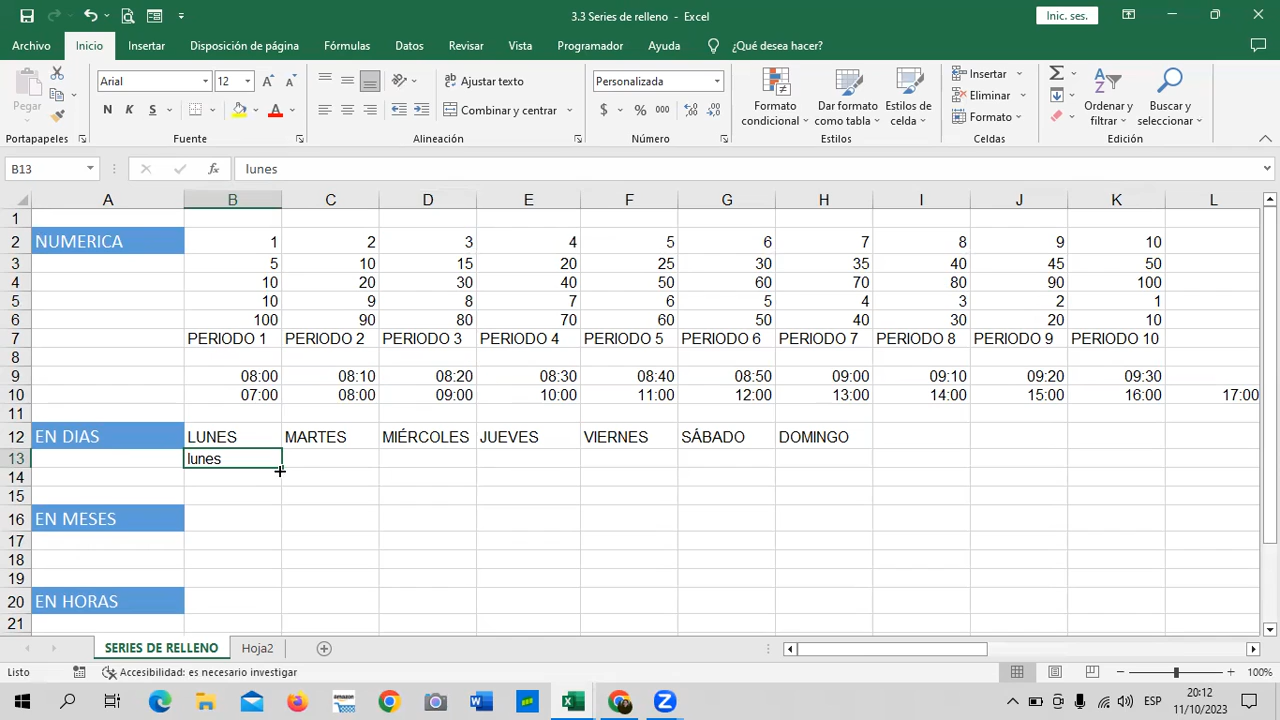 3.3 Series de relleno - Excel
Inic. ses.
Archivo Inicio Insertar Disposición de página Fórmulas Datos Revisar Vista Programador Ayuda ¿Qué desea hacer?
Pegar
Arial 12
N K S
Ajustar texto
Combinar y centrar
Personalizada
$ % 000
Formato condicional
Dar formato como tabla
Estilos de celda
Insertar
Eliminar
Formato
Ordenar y filtrar
Buscar y seleccionar
Portapapeles Fuente Alineación Número Estilos Celdas Edición
B13 fx lunes
A B C D E F G H I J K L
1
2 NUMERICA 1 2 3 4 5 6 7 8 9 10
3 5 10 15 20 25 30 35 40 45 50
4 10 20 30 40 50 60 70 80 90 100
5 10 9 8 7 6 5 4 3 2 1
6 100 90 80 70 60 50 40 30 20 10
7 PERIODO 1 PERIODO 2 PERIODO 3 PERIODO 4 PERIODO 5 PERIODO 6 PERIODO 7 PERIODO 8 PERIODO 9 PERIODO 10
8
9 08:00 08:10 08:20 08:30 08:40 08:50 09:00 09:10 09:20 09:30
10 07:00 08:00 09:00 10:00 11:00 12:00 13:00 14:00 15:00 16:00 17:00
11
12 EN DIAS LUNES MARTES MIÉRCOLES JUEVES VIERNES SÁBADO DOMINGO
13 lunes
14
15
16 EN MESES
17
18
19
20 EN HORAS
21
SERIES DE RELLENO Hoja2
Listo Accesibilidad: es necesario investigar 100%
ESP
20:12
11/10/2023